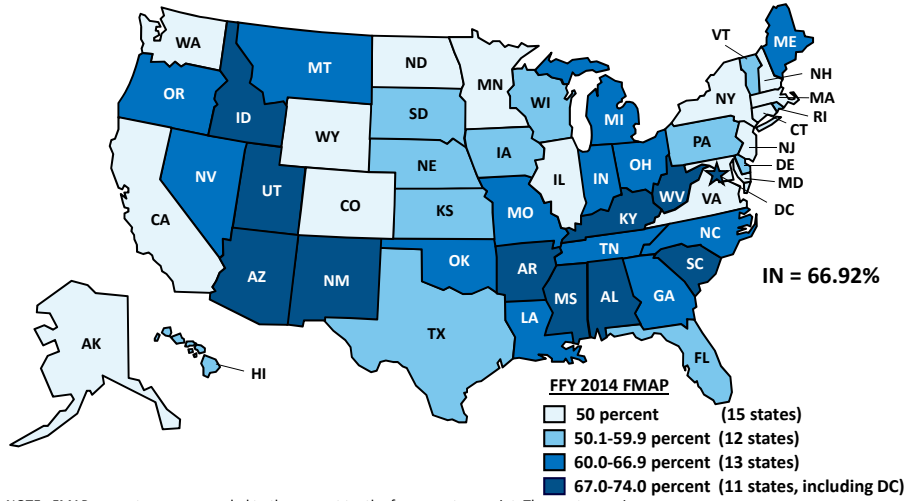 WA
MT
ND
MN
VT
ME
OR
ID
SD
WI
MI
NY
NH
MA
RI
CT
WY
NE
IA
PA
NJ
NV
UT
CO
KS
IL
IN
OH
DE
MD
DC
CA
MO
WV
VA
KY
NC
TN
AZ
NM
OK
AR
SC
MS
AL
GA
LA
IN = 66.92%
TX
FL
AK
HI
FFY 2014 FMAP
50 percent (15 states)
50.1-59.9 percent (12 states)
60.0-66.9 percent (13 states)
67.0-74.0 percent (11 states, including DC)